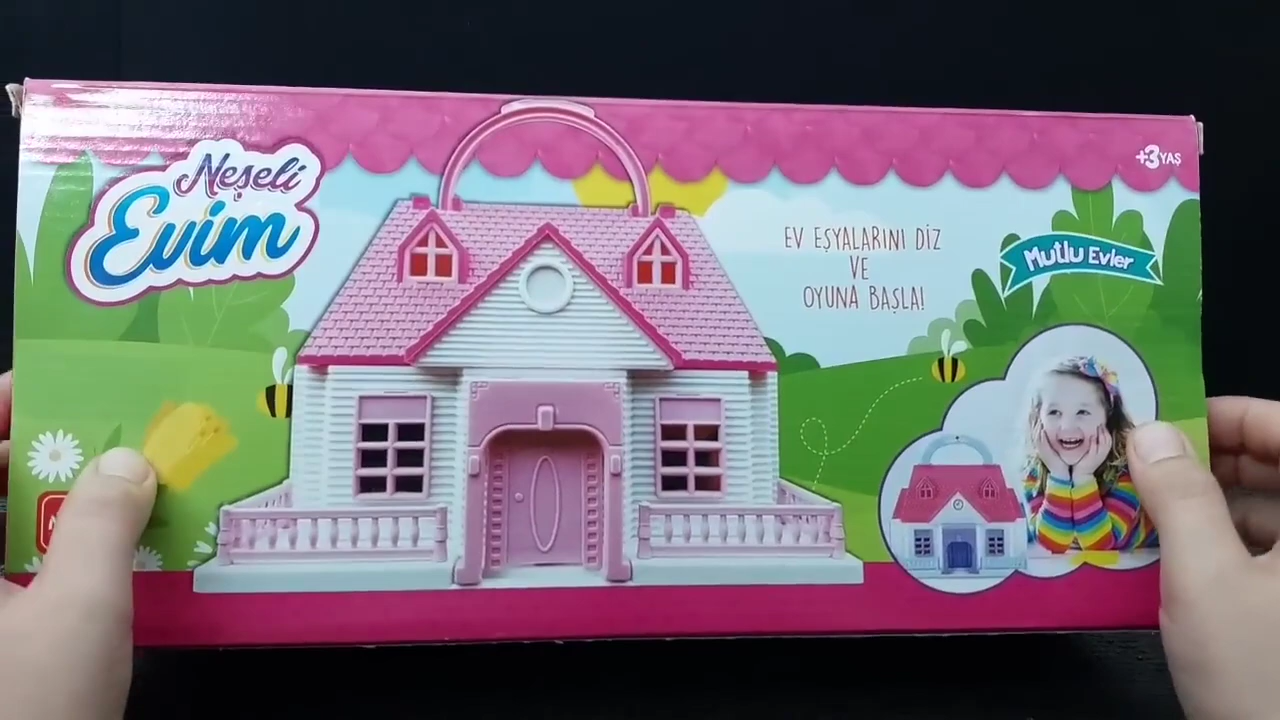 Neşeli
Evim
+3 YAŞ
EV EŞYALARINI DİZ
VE
OYUNA BAŞLA!
Mutlu Evler